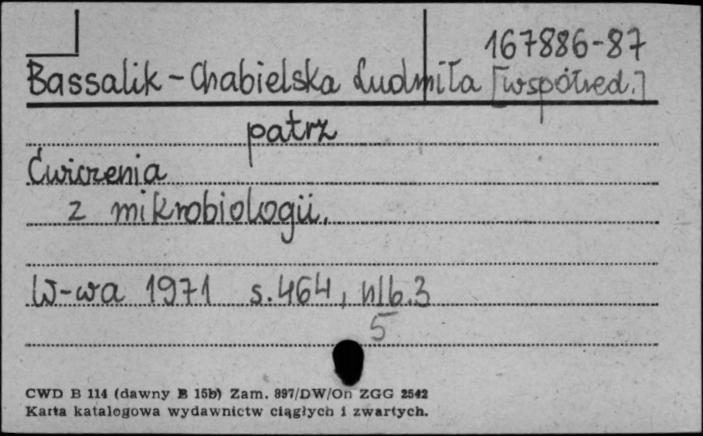 167886-87
Bassalik-Chabielska Ludmiła [współred.]
patrz
Ćwiczenia
z mikrobiologii.
W-wa 1971 s.464, nlb.3
5
CWD B 114 (dawny B 15b) Zam. 897/DW/On ZGG 2542
Karta katalogowa wydawnictw ciągłych i zwartych.